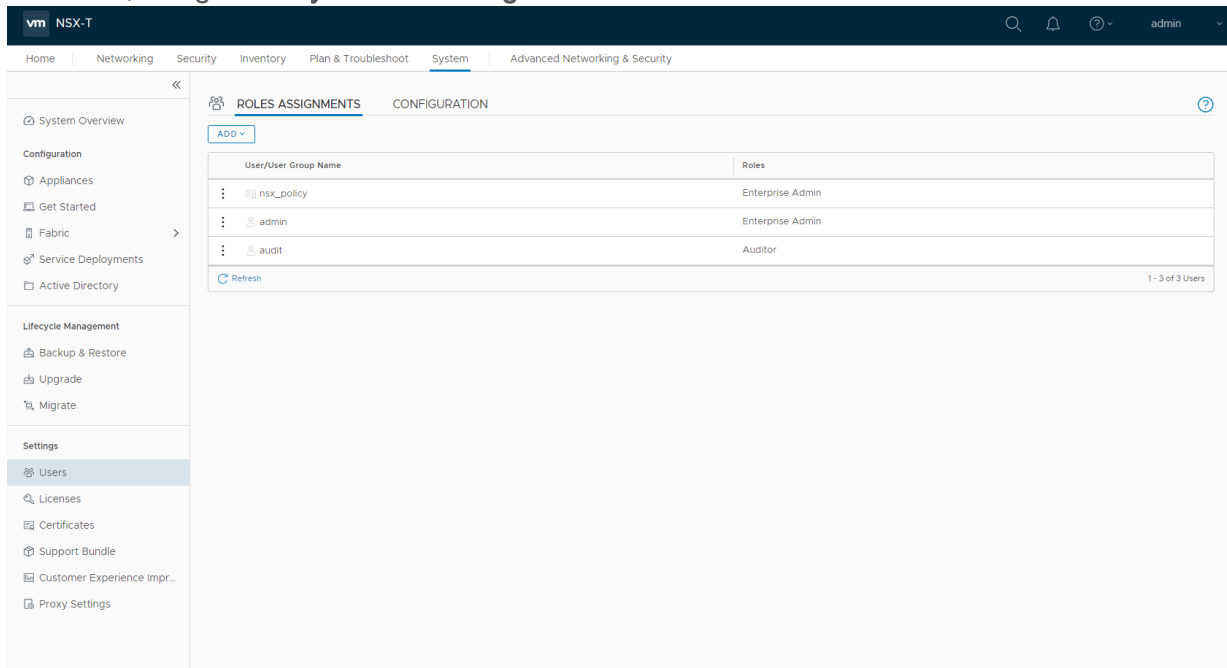 vm NSX-T
admin
Home Networking Security Inventory Plan & Troubleshoot System Advanced Networking & Security
ROLES ASSIGNMENTS CONFIGURATION
ADD
User/User Group Name Roles
nsx_policy Enterprise Admin
admin Enterprise Admin
audit Auditor
Refresh 1 - 3 of 3 Users
System Overview
Configuration
Appliances
Get Started
Fabric
Service Deployments
Active Directory
Lifecycle Management
Backup & Restore
Upgrade
Migrate
Settings
Users
Licenses
Certificates
Support Bundle
Customer Experience Impr...
Proxy Settings